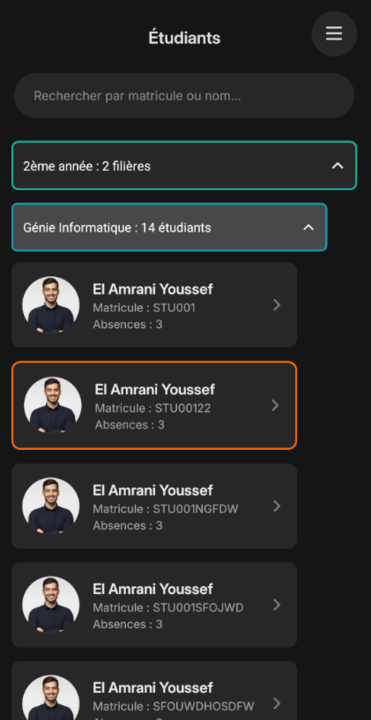 Étudiants
Rechercher par matricule ou nom...
2ème année : 2 filières
Génie Informatique : 14 étudiants
El Amrani Youssef
Matricule : STU001
Absences : 3
El Amrani Youssef
Matricule : STU00122
Absences : 3
El Amrani Youssef
Matricule : STU001NGFDW
Absences : 3
El Amrani Youssef
Matricule : STU001SFOJWD
Absences : 3
El Amrani Youssef
Matricule : SFOUWDHOSDFW